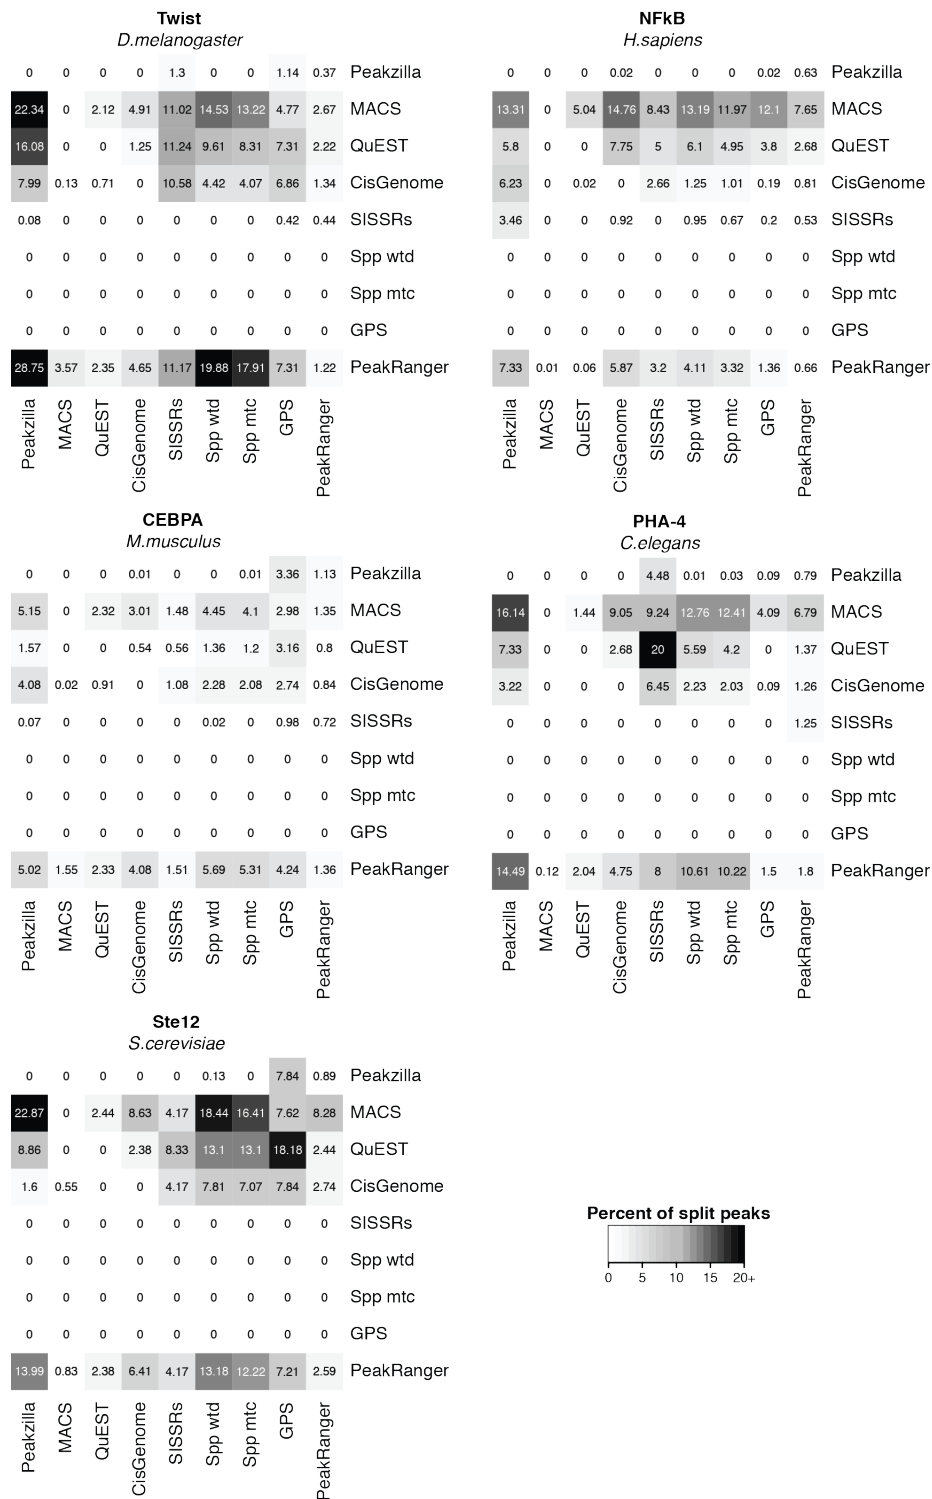 Twist
D.melanogaster
0 0 0 0 1.3 0 0 1.14 0.37 Peakzilla
22.34 0 2.12 4.91 11.02 14.53 13.22 4.77 2.67 MACS
16.08 0 0 1.25 11.24 9.61 8.31 7.31 2.22 QuEST
7.99 0.13 0.71 0 10.58 4.42 4.07 6.86 1.34 CisGenome
0.08 0 0 0 0 0 0 0.42 0.44 SISSRs
0 0 0 0 0 0 0 0 0 Spp wtd
0 0 0 0 0 0 0 0 0 Spp mtc
0 0 0 0 0 0 0 0 0 GPS
28.75 3.57 2.35 4.65 11.17 19.88 17.91 7.31 1.22 PeakRanger
Peakzilla MACS QuEST CisGenome SISSRs Spp wtd Spp mtc GPS PeakRanger
NFkB
H.sapiens
0 0 0 0.02 0 0 0 0.02 0.63 Peakzilla
13.31 0 5.04 14.76 8.43 13.19 11.97 12.1 7.65 MACS
5.8 0 0 7.75 5 6.1 4.95 3.8 2.68 QuEST
6.23 0 0.02 0 2.66 1.25 1.01 0.19 0.81 CisGenome
3.46 0 0 0.92 0 0.95 0.67 0.2 0.53 SISSRs
0 0 0 0 0 0 0 0 0 Spp wtd
0 0 0 0 0 0 0 0 0 Spp mtc
0 0 0 0 0 0 0 0 0 GPS
7.33 0.01 0.06 5.87 3.2 4.11 3.32 1.36 0.66 PeakRanger
Peakzilla MACS QuEST CisGenome SISSRs Spp wtd Spp mtc GPS PeakRanger
CEBPA
M.musculus
0 0 0 0.01 0 0 0.01 3.36 1.13 Peakzilla
5.15 0 2.32 3.01 1.48 4.45 4.1 2.98 1.35 MACS
1.57 0 0 0.54 0.56 1.36 1.2 3.16 0.8 QuEST
4.08 0.02 0.91 0 1.08 2.28 2.08 2.74 0.84 CisGenome
0.07 0 0 0 0 0.02 0 0.98 0.72 SISSRs
0 0 0 0 0 0 0 0 0 Spp wtd
0 0 0 0 0 0 0 0 0 Spp mtc
0 0 0 0 0 0 0 0 0 GPS
5.02 1.55 2.33 4.08 1.51 5.69 5.31 4.24 1.36 PeakRanger
Peakzilla MACS QuEST CisGenome SISSRs Spp wtd Spp mtc GPS PeakRanger
PHA-4
C.elegans
0 0 0 0 4.48 0.01 0.03 0.09 0.79 Peakzilla
16.14 0 1.44 9.05 9.24 12.76 12.41 4.09 6.79 MACS
7.33 0 0 2.68 20 5.59 4.2 0 1.37 QuEST
3.22 0 0 0 6.45 2.23 2.03 0.09 1.26 CisGenome
0 0 0 0 0 0 0 0 1.25 SISSRs
0 0 0 0 0 0 0 0 0 Spp wtd
0 0 0 0 0 0 0 0 0 Spp mtc
0 0 0 0 0 0 0 0 0 GPS
14.49 0.12 2.04 4.75 8 10.61 10.22 1.5 1.8 PeakRanger
Peakzilla MACS QuEST CisGenome SISSRs Spp wtd Spp mtc GPS PeakRanger
Ste12
S.cerevisiae
0 0 0 0 0 0.13 0 7.84 0.89 Peakzilla
22.87 0 2.44 8.63 4.17 18.44 16.41 7.62 8.28 MACS
8.86 0 0 2.38 8.33 13.1 13.1 18.18 2.44 QuEST
1.6 0.55 0 0 4.17 7.81 7.07 7.84 2.74 CisGenome
0 0 0 0 0 0 0 0 0 SISSRs
0 0 0 0 0 0 0 0 0 Spp wtd
0 0 0 0 0 0 0 0 0 Spp mtc
0 0 0 0 0 0 0 0 0 GPS
13.99 0.83 2.38 6.41 4.17 13.18 12.22 7.21 2.59 PeakRanger
Peakzilla MACS QuEST CisGenome SISSRs Spp wtd Spp mtc GPS PeakRanger
Percent of split peaks
0 5 10 15 20+